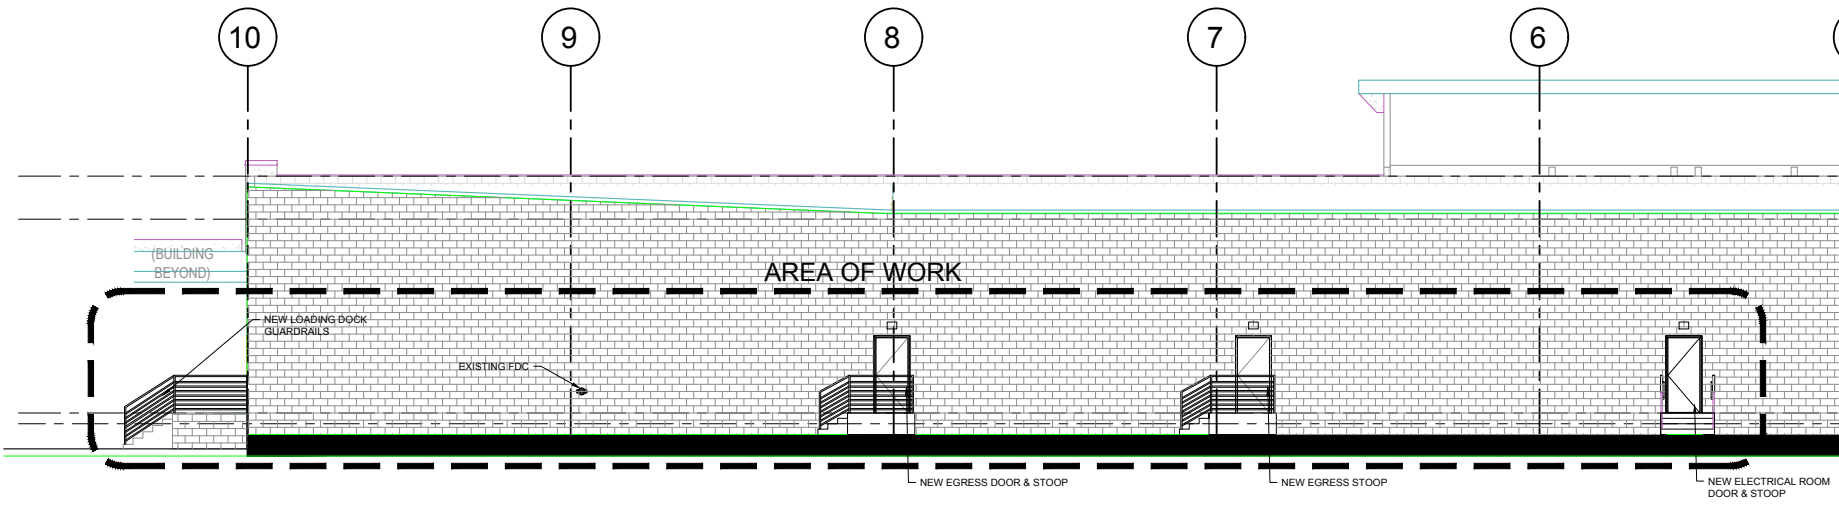 10
9
8
7
6
(BUILDING
BEYOND)
AREA OF WORK
NEW LOADING DOCK
GUARDRAILS
EXISTING FDC
NEW EGRESS DOOR & STOOP
NEW EGRESS STOOP
NEW ELECTRICAL ROOM
DOOR & STOOP